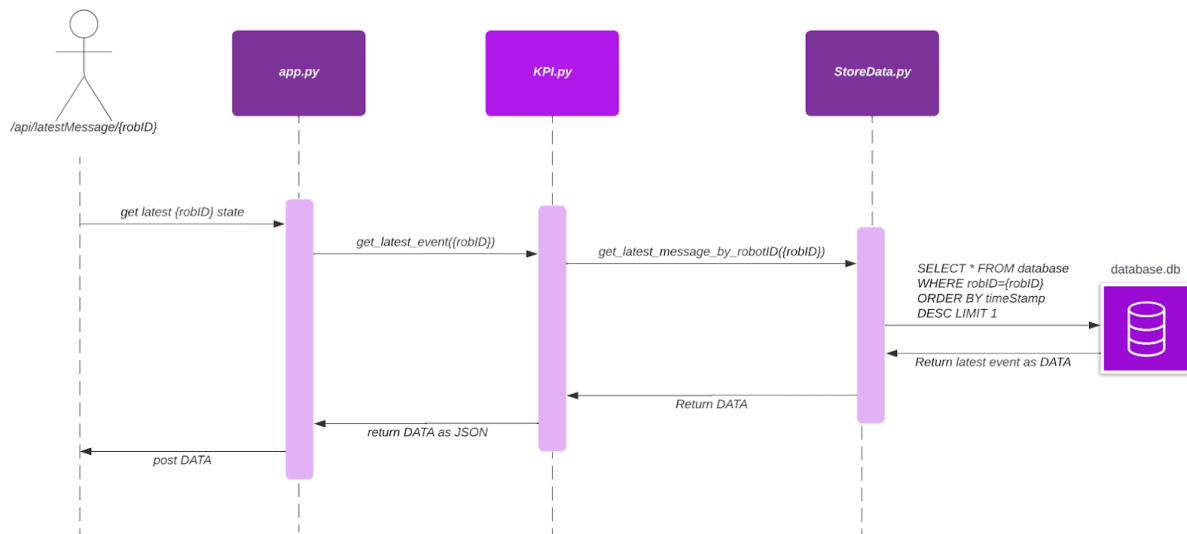 app.py
KPI.py
StoreData.py
/api/latestMessage/{robID}
get latest {robID} state
get_latest_event({robID})
get_latest_message_by_robotID({robID})
SELECT * FROM database
WHERE robID={robID}
ORDER BY timeStamp
DESC LIMIT 1
database.db
Return latest event as DATA
Return DATA
return DATA as JSON
post DATA